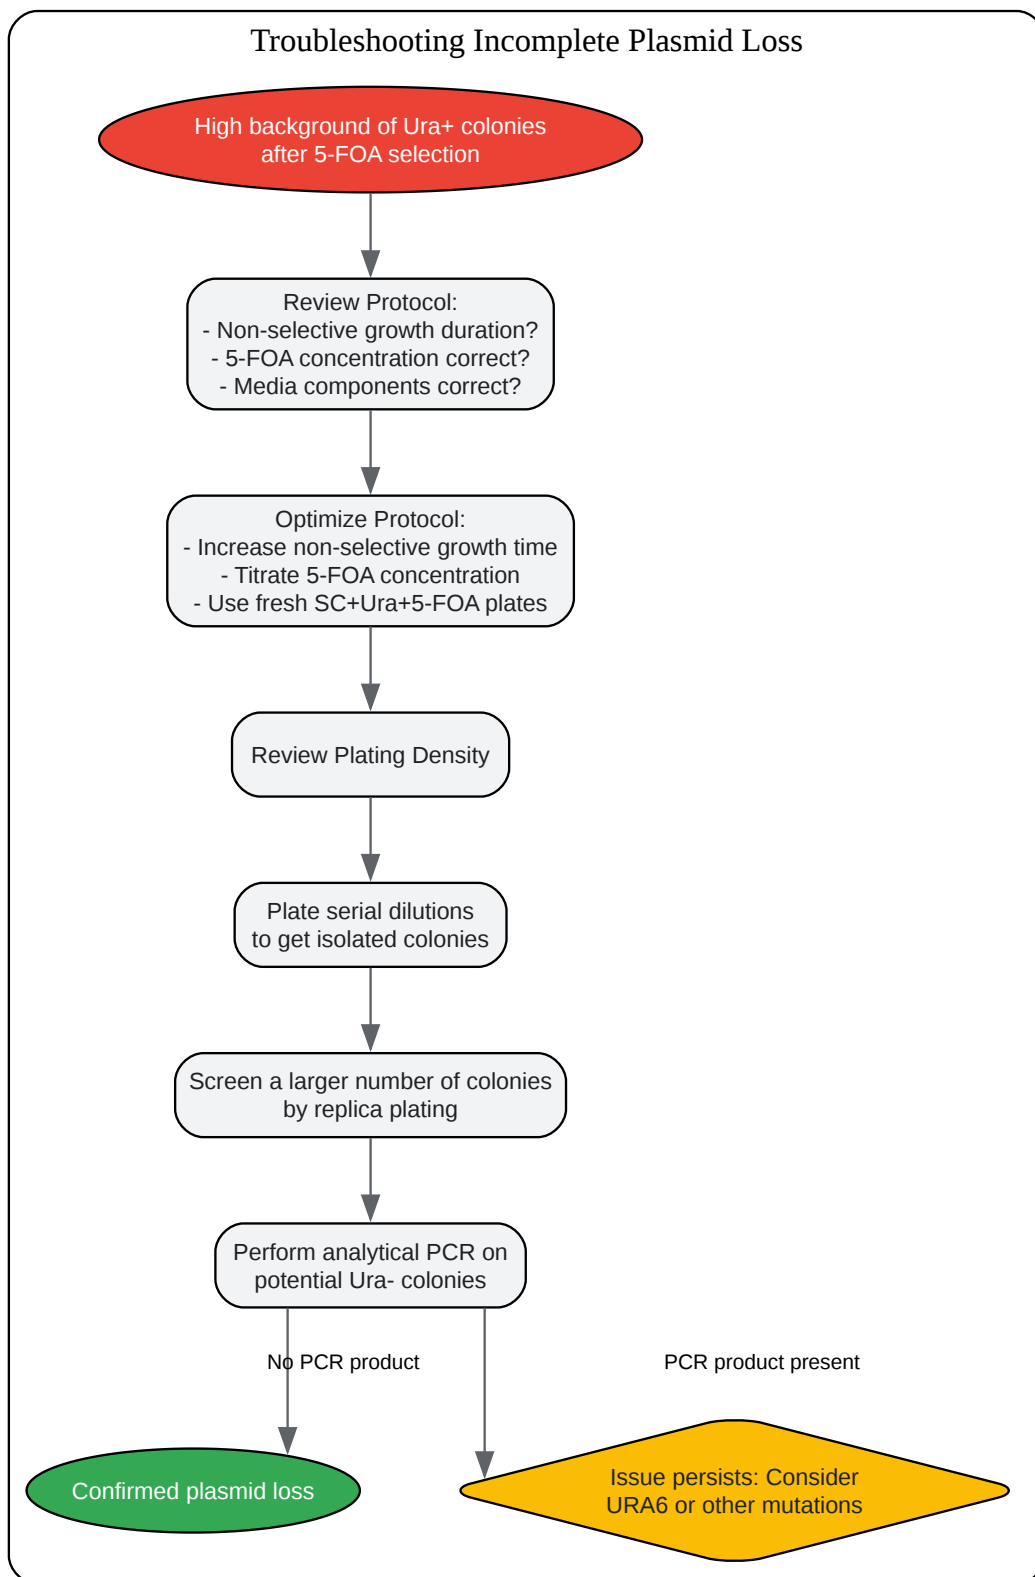 Troubleshooting Incomplete Plasmid Loss
High background of Ura+ colonies
after 5-FOA selection
Review Protocol:
- Non-selective growth duration?
- 5-FOA concentration correct?
- Media components correct?
Optimize Protocol:
- Increase non-selective growth time
- Titrate 5-FOA concentration
- Use fresh SC+Ura+5-FOA plates
Review Plating Density
Plate serial dilutions
to get isolated colonies
Screen a larger number of colonies
by replica plating
Perform analytical PCR on
potential Ura- colonies
No PCR product
PCR product present
Confirmed plasmid loss
Issue persists: Consider
URA6 or other mutations